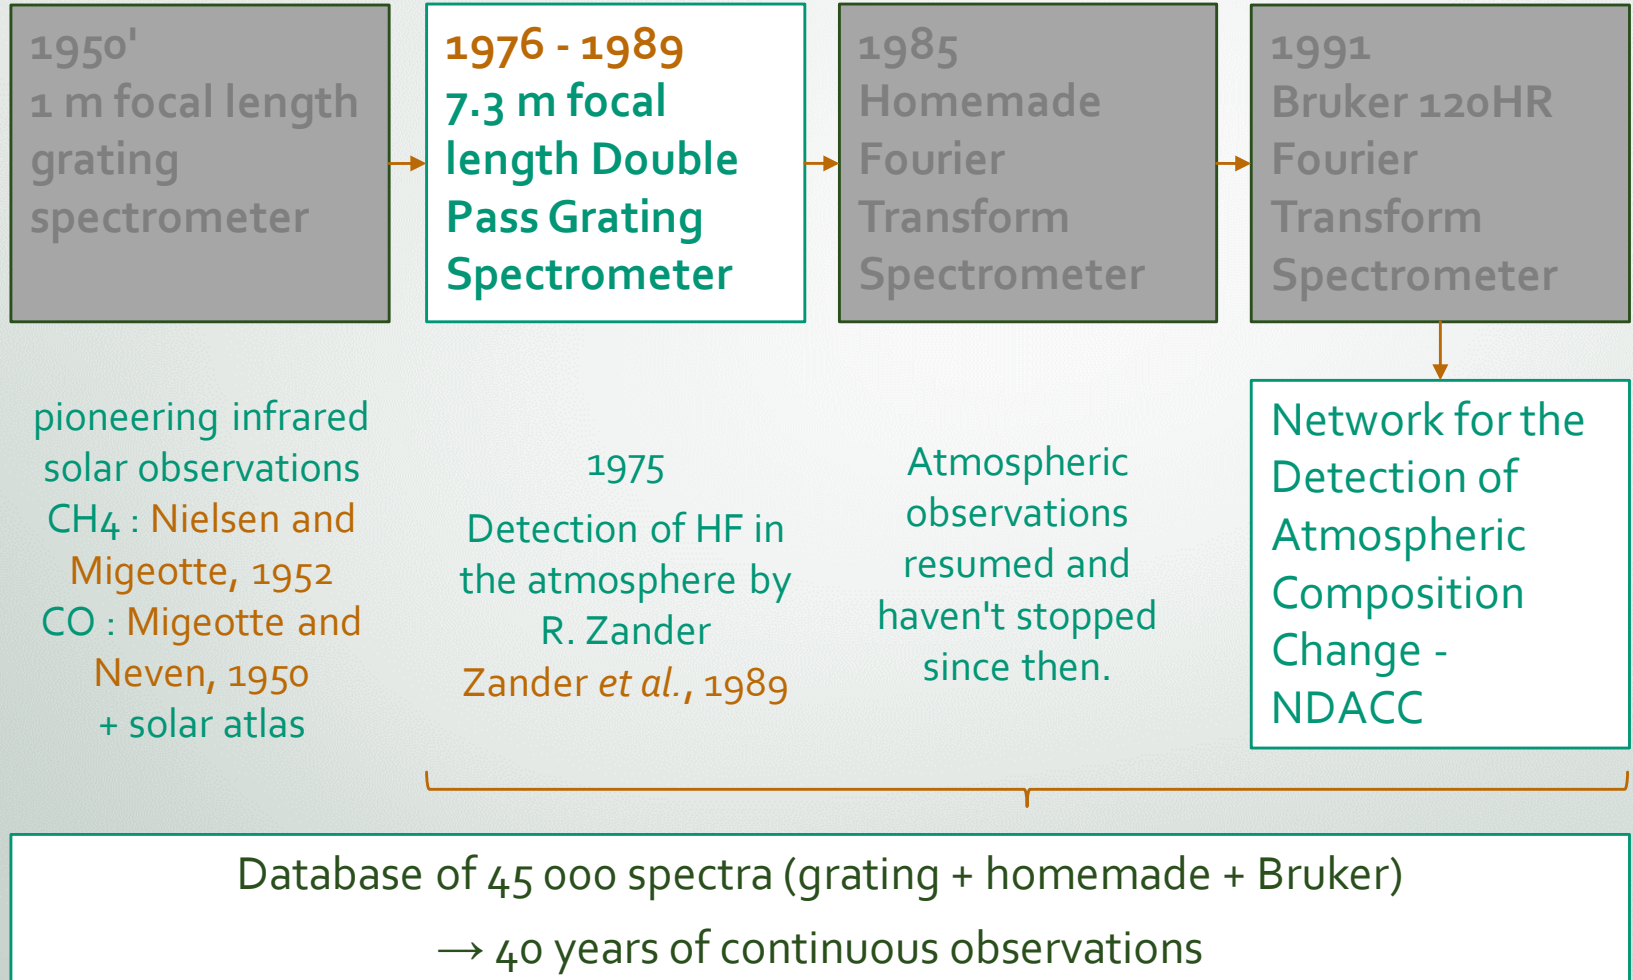 1950'
1 m focal length
grating
spectrometer
1976 - 1989
7.3 m focal
length Double
Pass Grating
Spectrometer
1985
Homemade
Fourier
Transform
Spectrometer
1991
Bruker 120HR
Fourier
Transform
Spectrometer
pioneering infrared
solar observations
CH4 : Nielsen and
Migeotte, 1952
CO : Migeotte and
Neven, 1950
+ solar atlas
1975
Detection of HF in
the atmosphere by
R. Zander
Zander et al., 1989
Atmospheric
observations
resumed and
haven't stopped
since then.
Network for the
Detection of
Atmospheric
Composition
Change -
NDACC
Database of 45 000 spectra (grating + homemade + Bruker)
→ 40 years of continuous observations